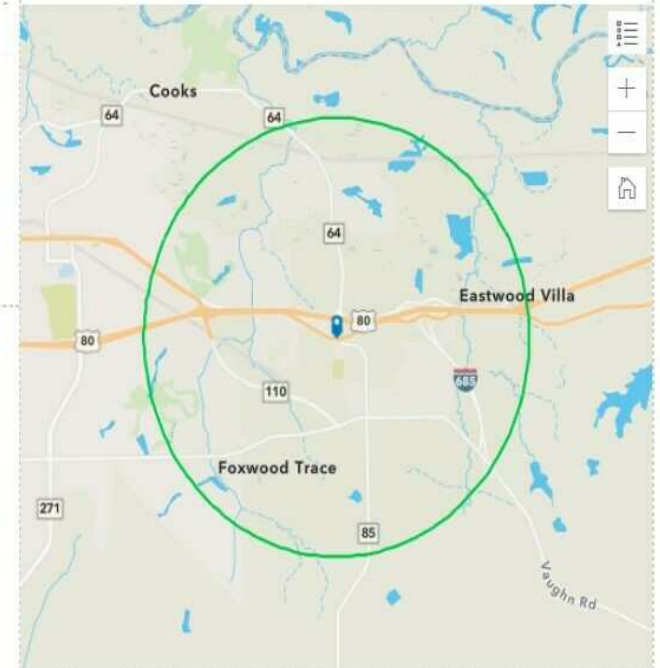 Cooks
64
64
64
Eastwood Villa
80
80
685
110
Foxwood Trace
271
85
Vaughn Rd
+
−